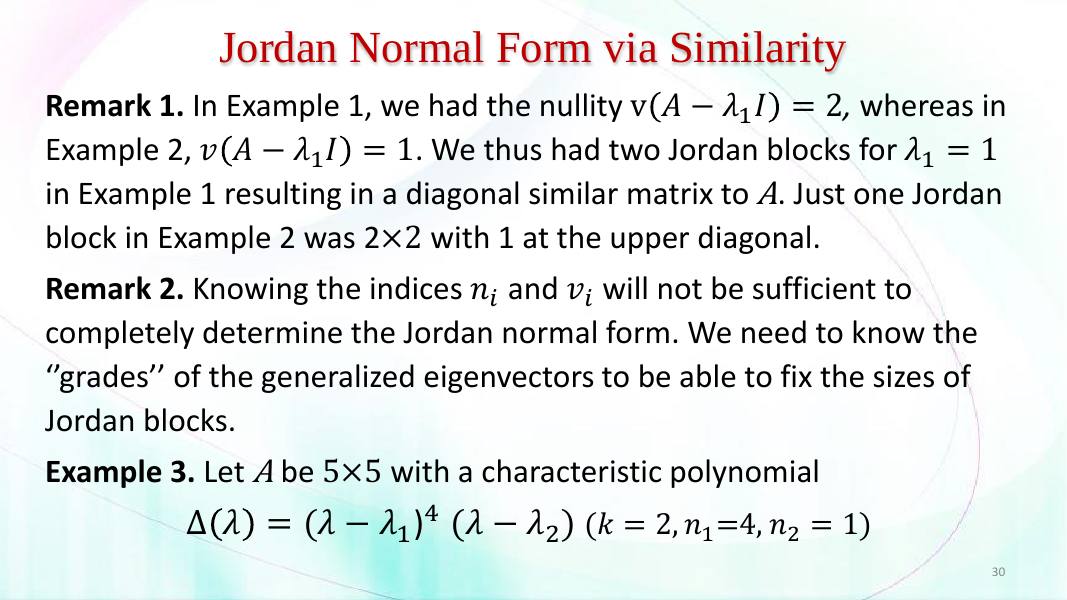 Jordan Normal Form via Similarity
Remark 1. In Example 1, we had the nullity v(A − λ₁I) = 2, whereas in
Example 2, v(A − λ₁I) = 1. We thus had two Jordan blocks for λ₁ = 1
in Example 1 resulting in a diagonal similar matrix to A. Just one Jordan
block in Example 2 was 2×2 with 1 at the upper diagonal.
Remark 2. Knowing the indices nᵢ and vᵢ will not be sufficient to
completely determine the Jordan normal form. We need to know the
‘’grades’’ of the generalized eigenvectors to be able to fix the sizes of
Jordan blocks.
Example 3. Let A be 5×5 with a characteristic polynomial
Δ(λ) = (λ − λ₁)⁴ (λ − λ₂) (k = 2, n₁=4, n₂ = 1)
30